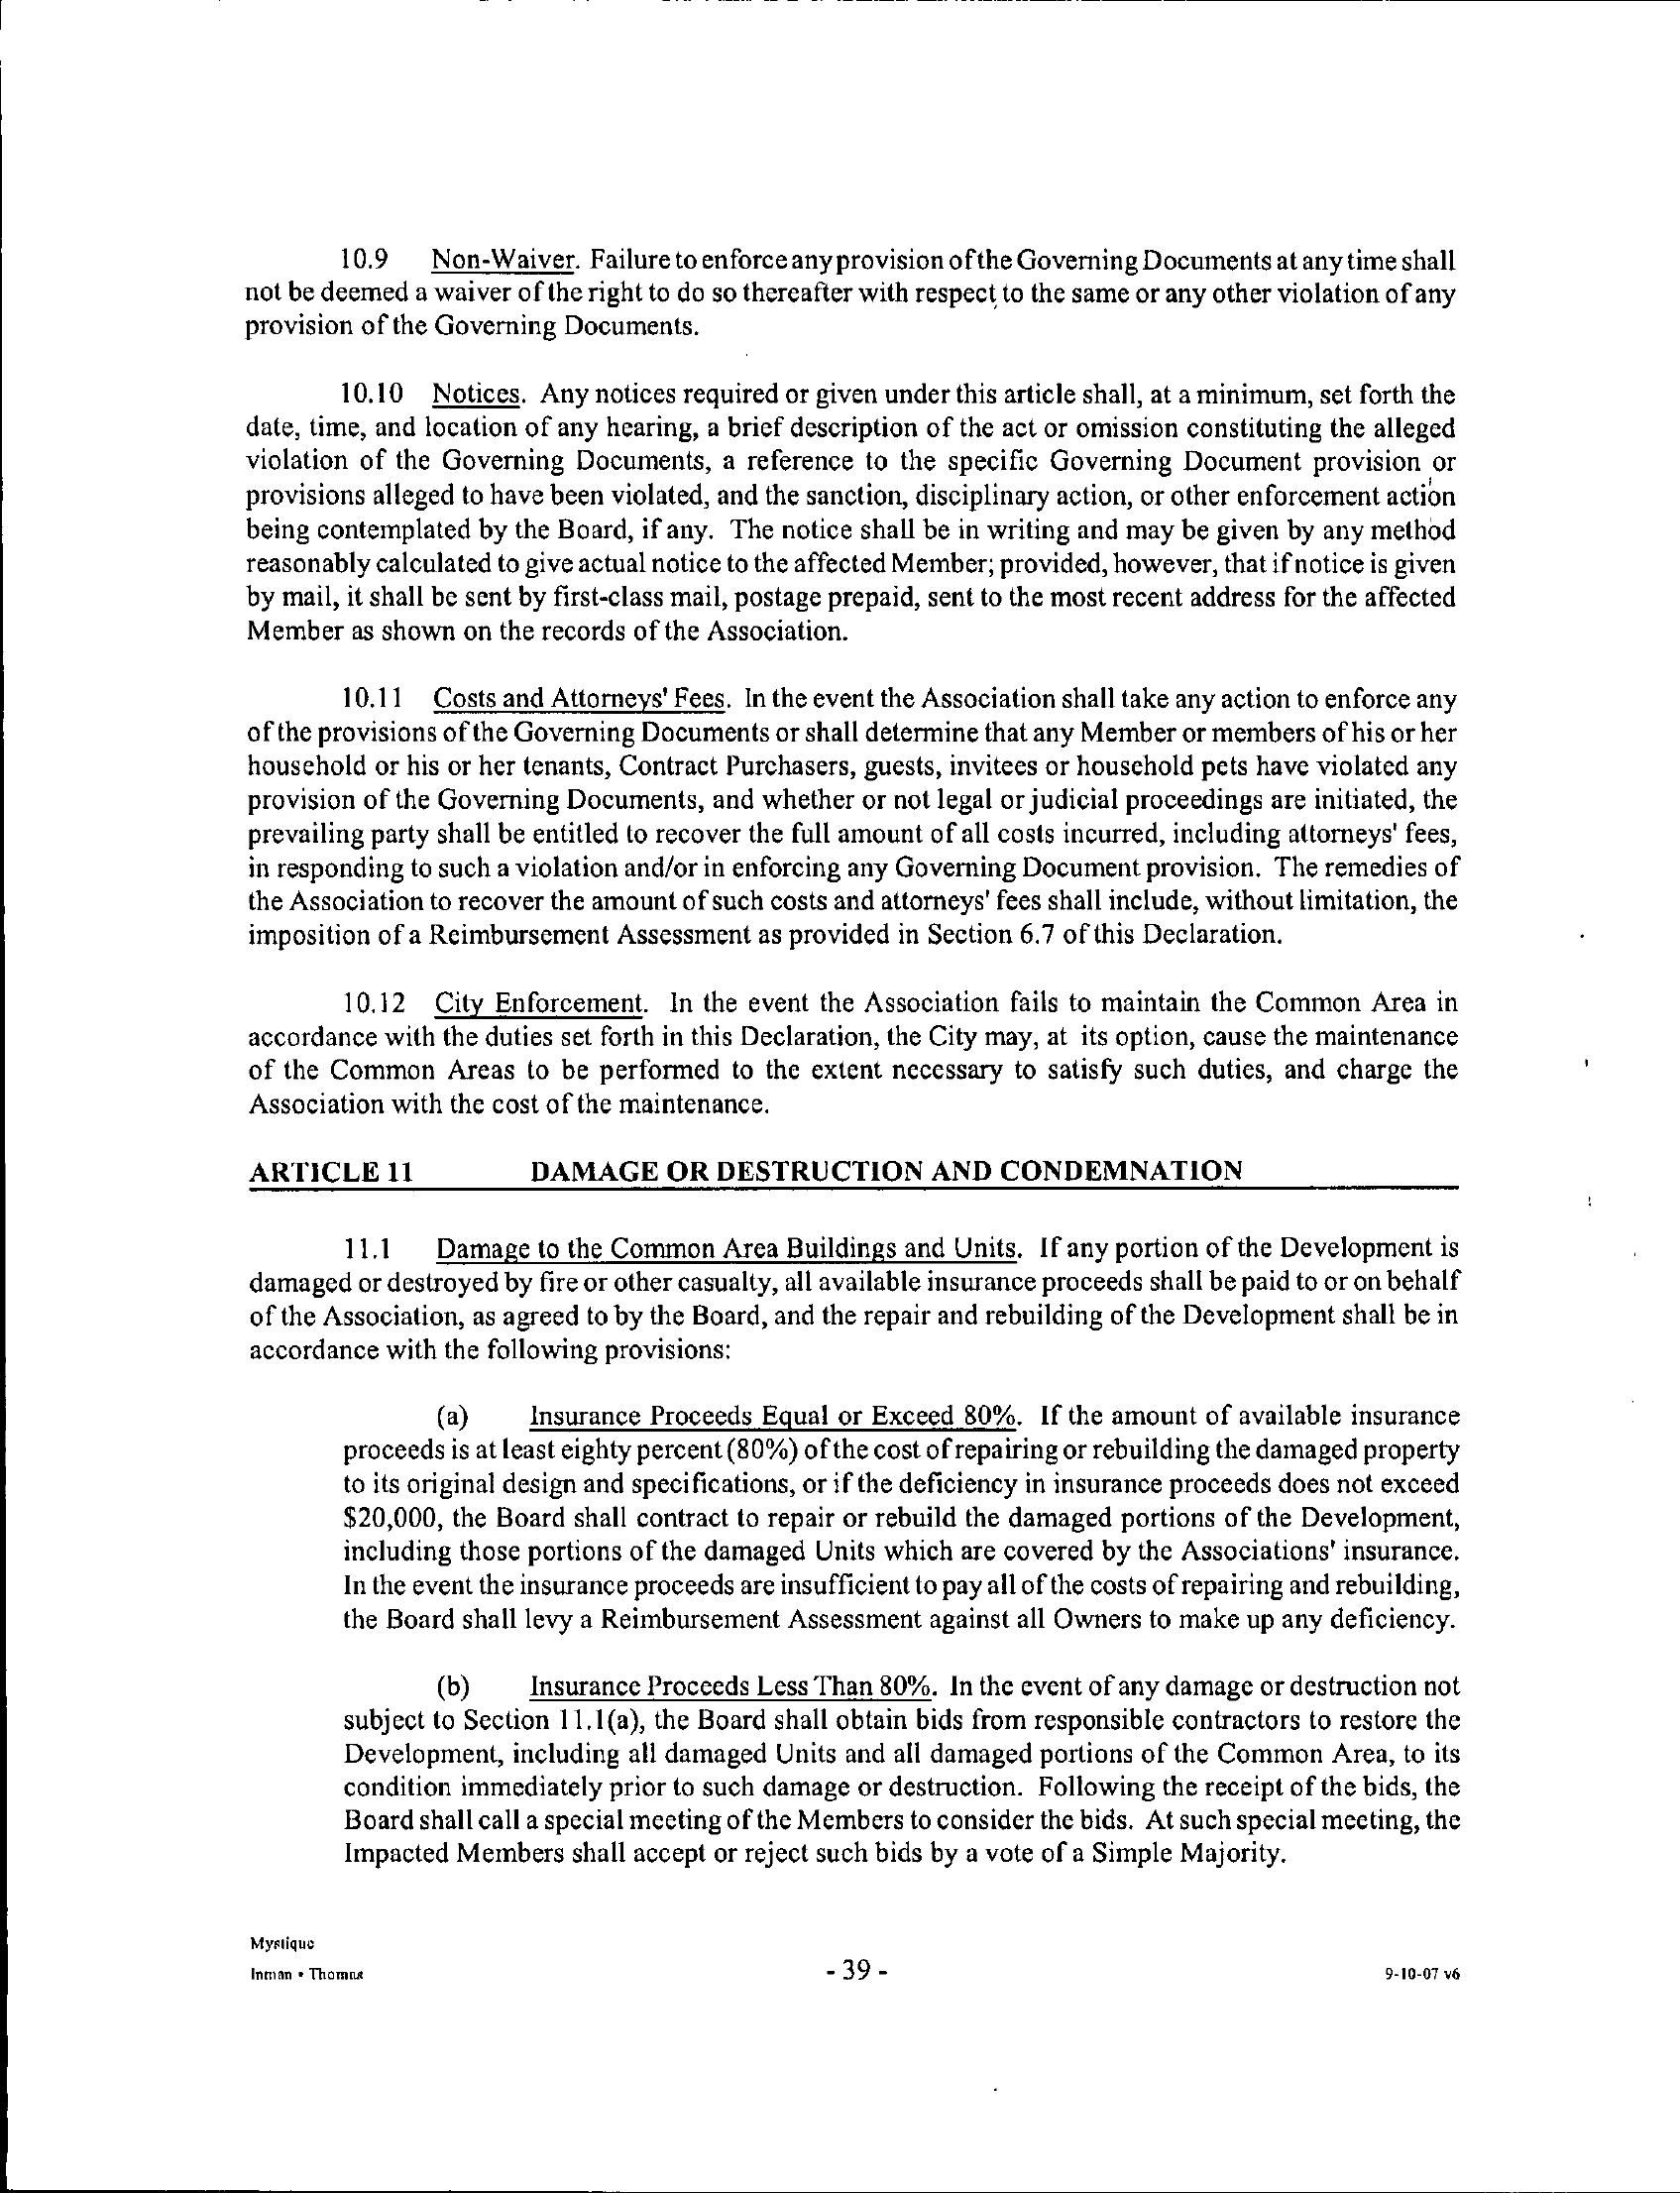 10.9 Non-Waiver. Failure to enforce any provision of the Governing Documents at any time shall
not be deemed a waiver of the right to do so thereafter with respect to the same or any other violation of any
provision of the Governing Documents.
10.10 Notices. Any notices required or given under this article shall, at a minimum, set forth the
date, time, and location of any hearing, a brief description of the act or omission constituting the alleged
violation of the Governing Documents, a reference to the specific Governing Document provision or
provisions alleged to have been violated, and the sanction, disciplinary action, or other enforcement action
being contemplated by the Board, if any. The notice shall be in writing and may be given by any method
reasonably calculated to give actual notice to the affected Member; provided, however, that if notice is given
by mail, it shall be sent by first-class mail, postage prepaid, sent to the most recent address for the affected
Member as shown on the records of the Association.
10.11 Costs and Attorneys' Fees. In the event the Association shall take any action to enforce any
of the provisions of the Governing Documents or shall determine that any Member or members of his or her
household or his or her tenants, Contract Purchasers, guests, invitees or household pets have violated any
provision of the Governing Documents, and whether or not legal or judicial proceedings are initiated, the
prevailing party shall be entitled to recover the full amount of all costs incurred, including attorneys' fees,
in responding to such a violation and/or in enforcing any Governing Document provision. The remedies of
the Association to recover the amount of such costs and attorneys' fees shall include, without limitation, the
imposition of a Reimbursement Assessment as provided in Section 6.7 of this Declaration.
10.12 City Enforcement. In the event the Association fails to maintain the Common Area in
accordance with the duties set forth in this Declaration, the City may, at its option, cause the maintenance
of the Common Areas to be performed to the extent necessary to satisfy such duties, and charge the
Association with the cost of the maintenance.
ARTICLE 11 DAMAGE OR DESTRUCTION AND CONDEMNATION
11.1 Damage to the Common Area Buildings and Units. If any portion of the Development is
damaged or destroyed by fire or other casualty, all available insurance proceeds shall be paid to or on behalf
of the Association, as agreed to by the Board, and the repair and rebuilding of the Development shall be in
accordance with the following provisions:
(a) Insurance Proceeds Equal or Exceed 80%. If the amount of available insurance
proceeds is at least eighty percent (80%) of the cost of repairing or rebuilding the damaged property
to its original design and specifications, or if the deficiency in insurance proceeds does not exceed
$20,000, the Board shall contract to repair or rebuild the damaged portions of the Development,
including those portions of the damaged Units which are covered by the Associations' insurance.
In the event the insurance proceeds are insufficient to pay all of the costs of repairing and rebuilding,
the Board shall levy a Reimbursement Assessment against all Owners to make up any deficiency.
(b) Insurance Proceeds Less Than 80%. In the event of any damage or destruction not
subject to Section 11.1(a), the Board shall obtain bids from responsible contractors to restore the
Development, including all damaged Units and all damaged portions of the Common Area, to its
condition immediately prior to such damage or destruction. Following the receipt of the bids, the
Board shall call a special meeting of the Members to consider the bids. At such special meeting, the
Impacted Members shall accept or reject such bids by a vote of a Simple Majority.
Mystique
Inman • Thomas - 39 - 9-10-07 v6